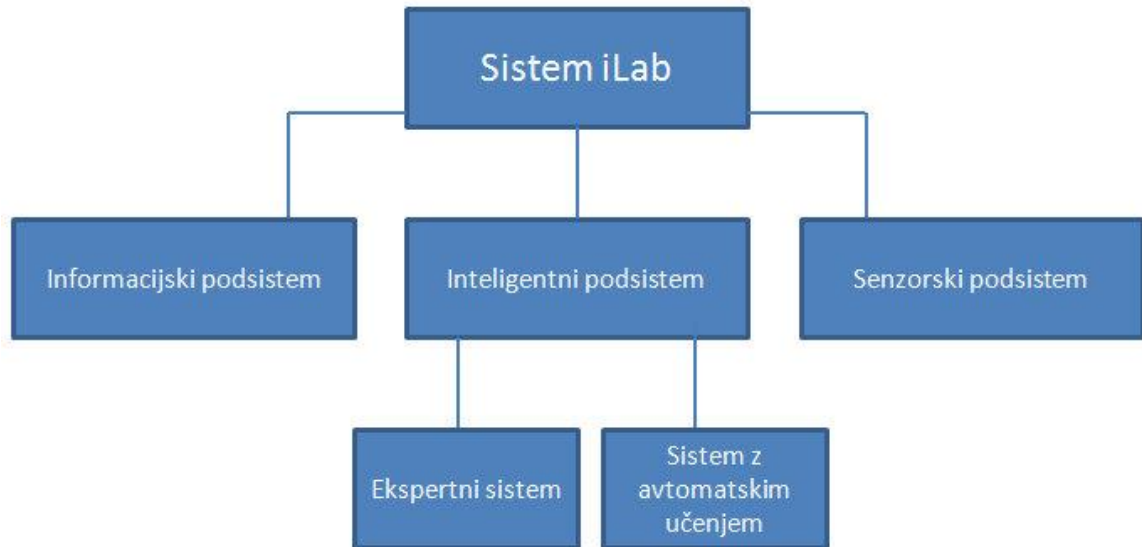 Sistem iLab
Informacijski podsistem
Inteligentni podsistem
Senzorski podsistem
Ekspertni sistem
Sistem z
avtomatskim
učenjem